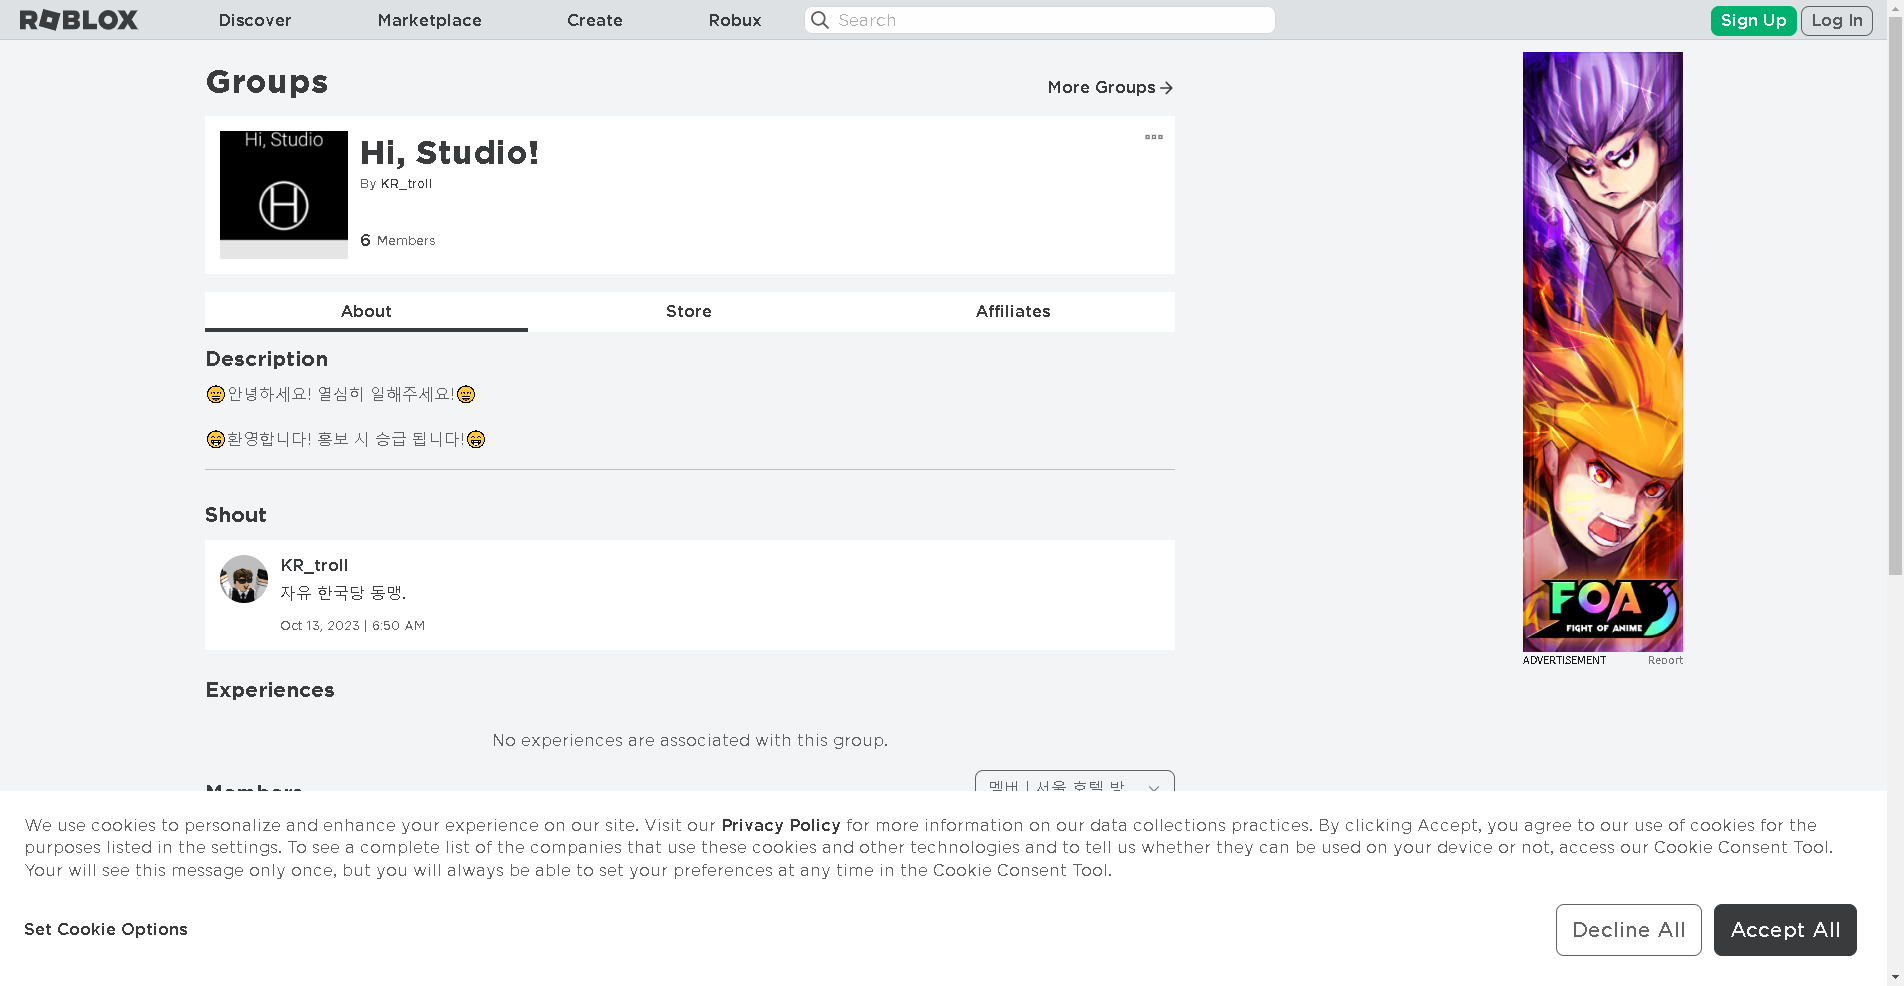 ROBLOX
Discover
Marketplace
Create
Robux
Search
Sign Up
Log In
Groups
More Groups
Hi, Studio
H
Hi, Studio!
By KR_troll
6 Members
About
Store
Affiliates
Description
😁안녕하세요! 열심히 일해주세요!😁
😁환영합니다! 홍보 시 승급 됩니다!😁
Shout
KR_troll
자유 한국당 동맹.
Oct 13, 2023 | 6:50 AM
Experiences
No experiences are associated with this group.
Members
멤버 | 서울 호텔 방
FOA
FIGHT OF ANIME
ADVERTISEMENT
Report
We use cookies to personalize and enhance your experience on our site. Visit our Privacy Policy for more information on our data collections practices. By clicking Accept, you agree to our use of cookies for the
purposes listed in the settings. To see a complete list of the companies that use these cookies and other technologies and to tell us whether they can be used on your device or not, access our Cookie Consent Tool.
Your will see this message only once, but you will always be able to set your preferences at any time in the Cookie Consent Tool.
Set Cookie Options
Decline All
Accept All